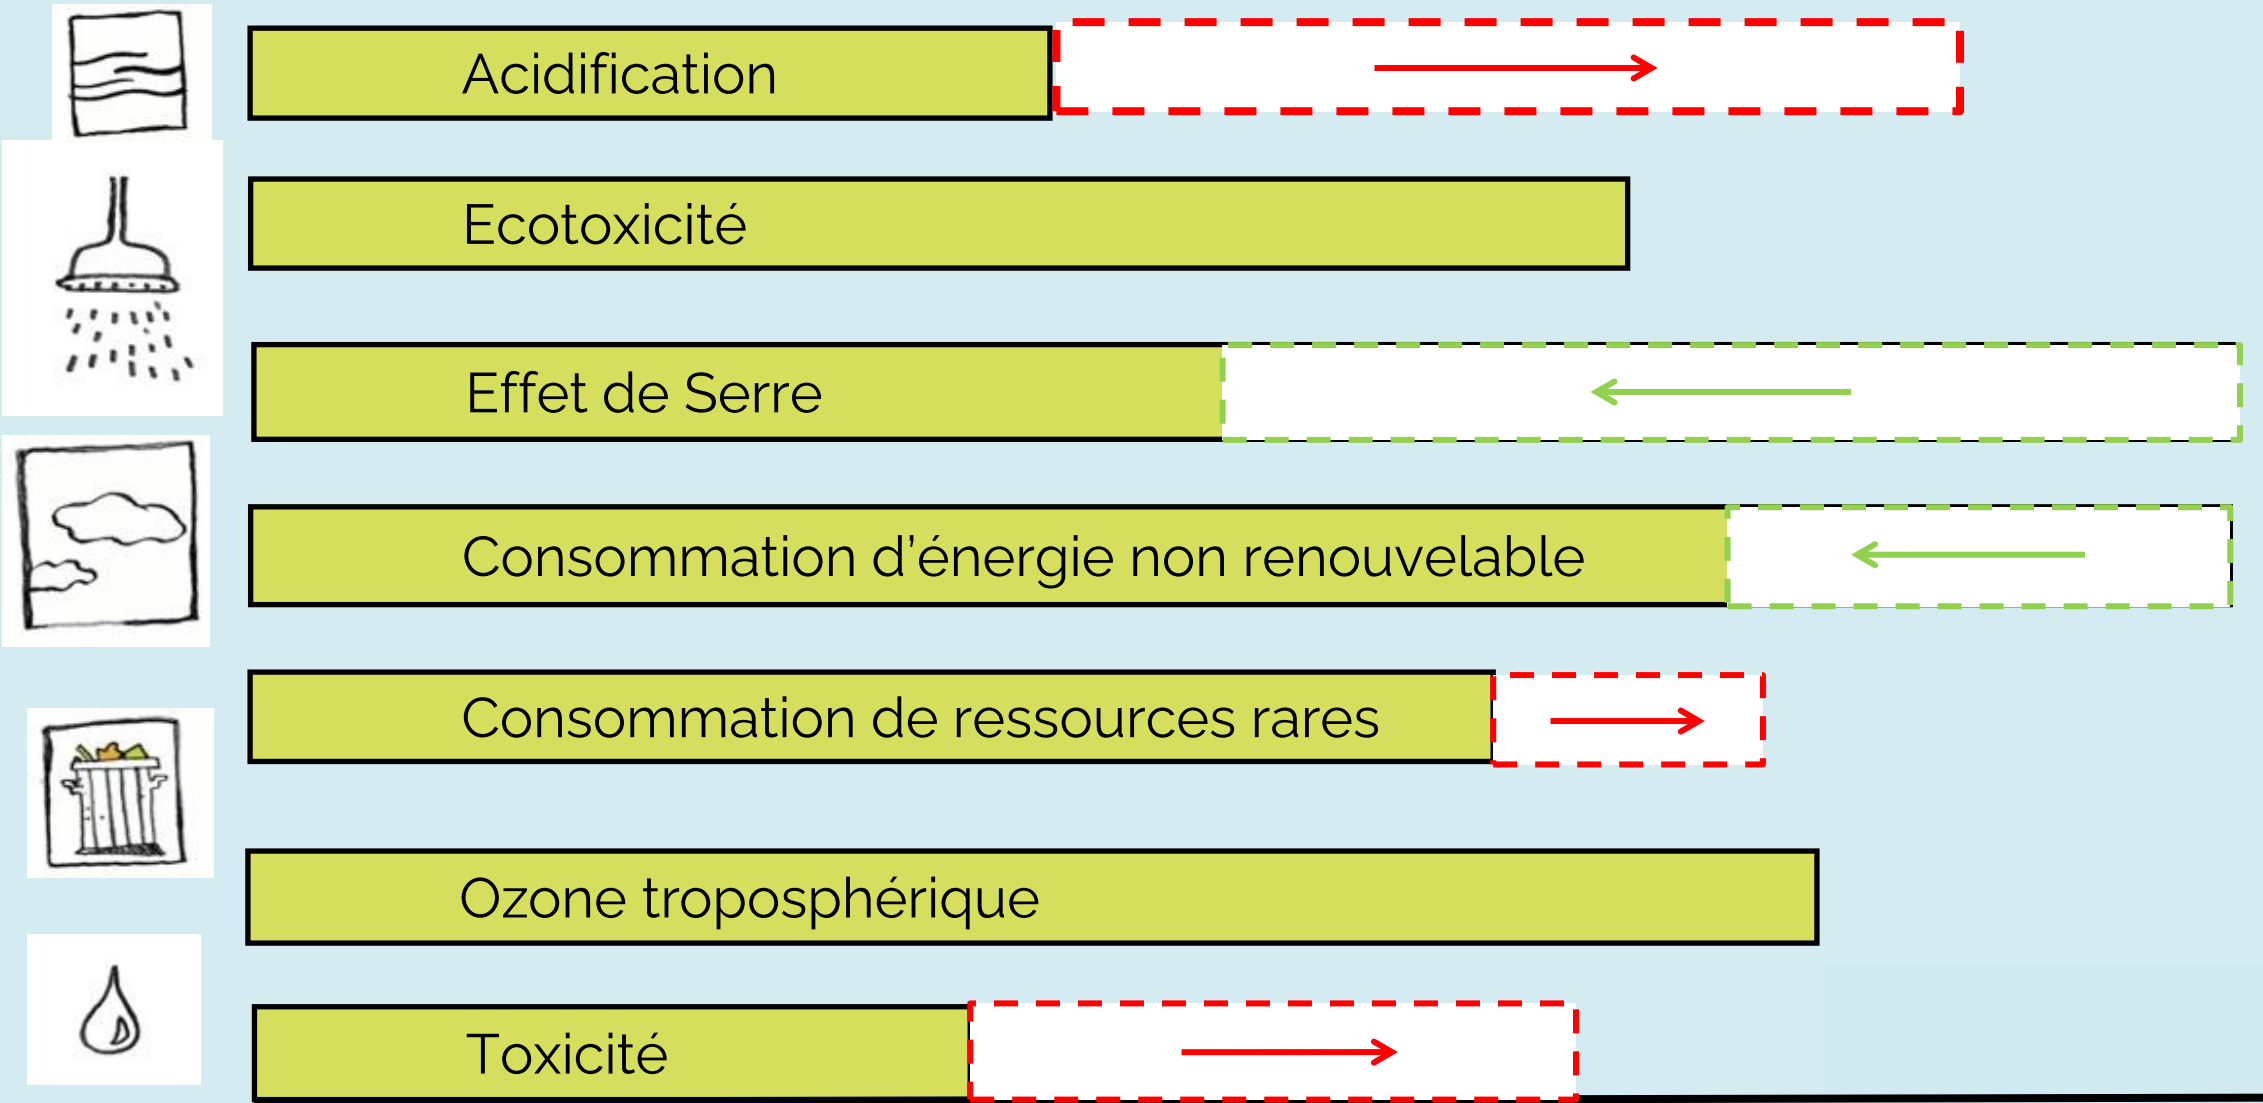 Acidification
Ecotoxicité
Effet de Serre
Consommation d’énergie non renouvelable
Consommation de ressources rares
Ozone troposphérique
Toxicité